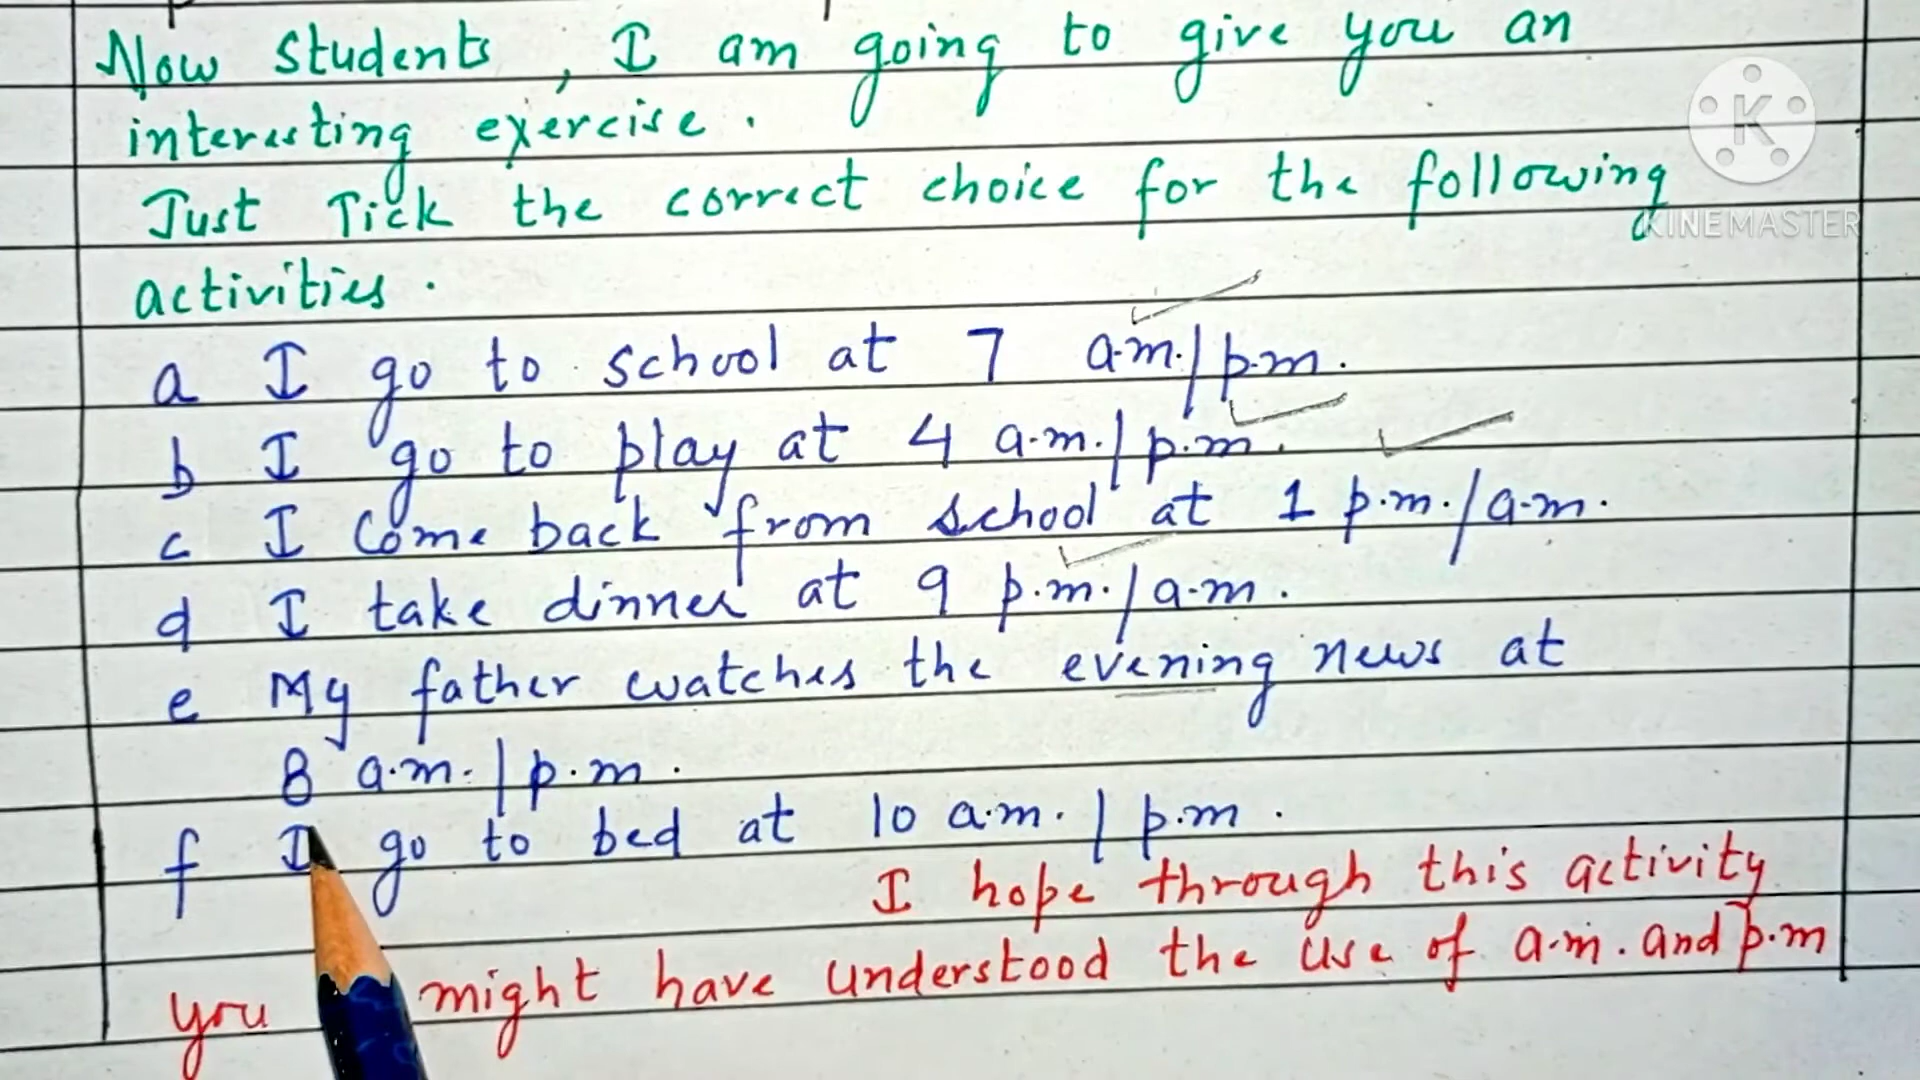 Now students, I am going to give you an
interesting exercise.
Just Tick the correct choice for the following
activities.
a I go to school at 7 a.m./p.m.
b I go to play at 4 a.m./p.m.
c I Come back from school at 1 p.m./a.m.
d I take dinner at 9 p.m./a.m.
e My father watches the evening news at
8 a.m./p.m.
f I go to bed at 10 a.m./p.m.
I hope through this activity
you might have understood the use of a.m. and p.m
K
KINEMASTER